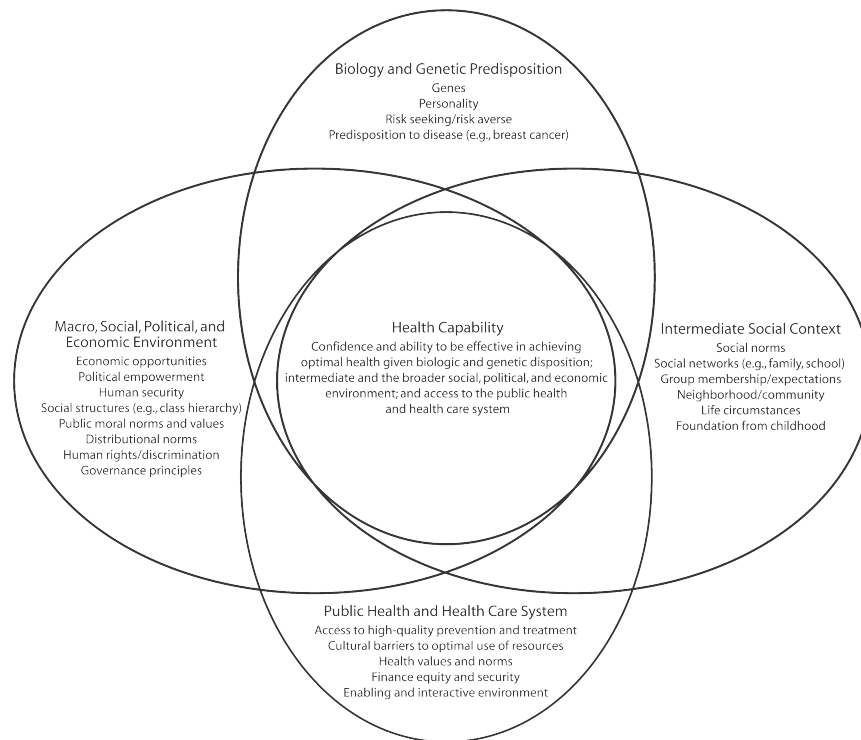 Biology and Genetic Predisposition
Genes
Personality
Risk seeking/risk averse
Predisposition to disease (e.g., breast cancer)
Macro, Social, Political, and
Economic Environment
Economic opportunities
Political empowerment
Human security
Social structures (e.g., class hierarchy)
Public moral norms and values
Distributional norms
Human rights/discrimination
Governance principles
Health Capability
Confidence and ability to be effective in achieving
optimal health given biologic and genetic disposition;
intermediate and the broader social, political, and economic
environment; and access to the public health
and health care system
Intermediate Social Context
Social norms
Social networks (e.g., family, school)
Group membership/expectations
Neighborhood/community
Life circumstances
Foundation from childhood
Public Health and Health Care System
Access to high-quality prevention and treatment
Cultural barriers to optimal use of resources
Health values and norms
Finance equity and security
Enabling and interactive environment